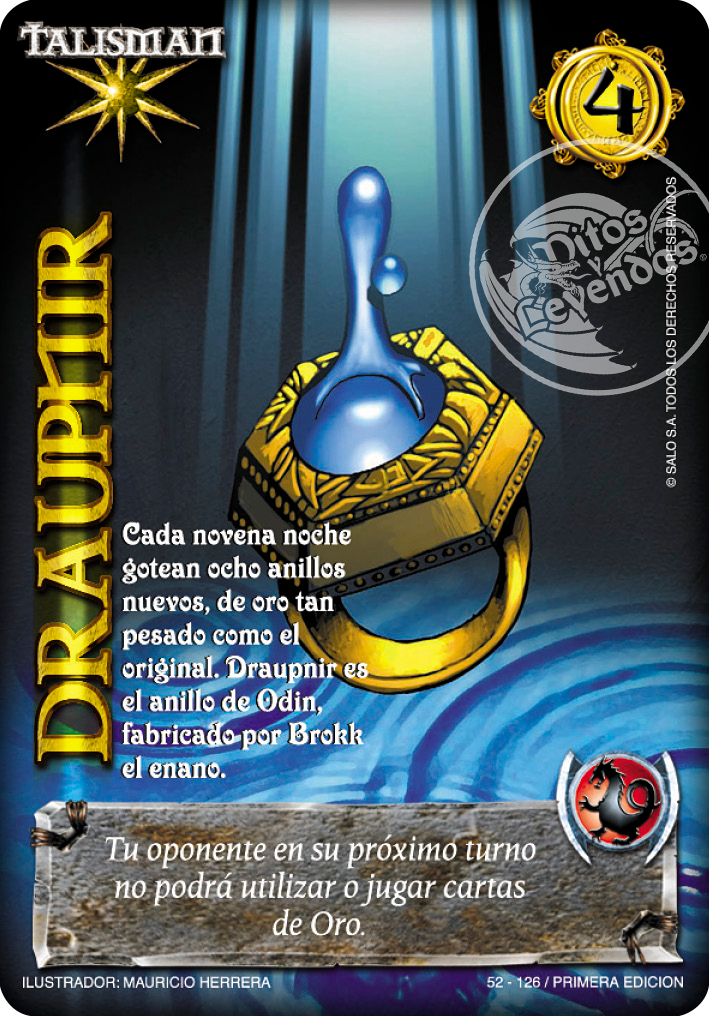 TALISMAN
4
Mitos
y
Leyendas
© SALO S.A. TODOS LOS DERECHOS RESERVADOS
DRAUPNIR
Cada novena noche
gotean ocho anillos
nuevos, de oro tan
pesado como el
original. Draupnir es
el anillo de Odin,
fabricado por Brokk
el enano.
Tu oponente en su próximo turno
no podrá utilizar o jugar cartas
de Oro.
ILUSTRADOR: MAURICIO HERRERA
52 - 126 / PRIMERA EDICION